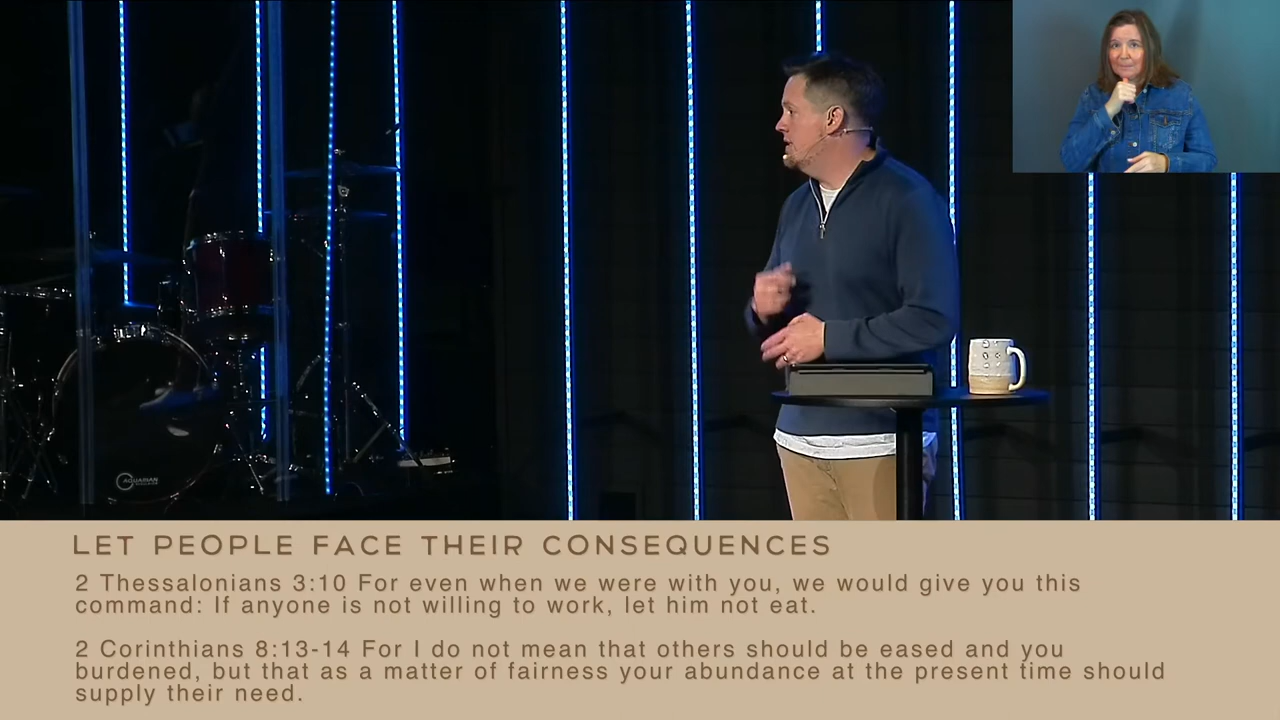 AQUARIAN
LET PEOPLE FACE THEIR CONSEQUENCES
2 Thessalonians 3:10 For even when we were with you, we would give you this
command: If anyone is not willing to work, let him not eat.
2 Corinthians 8:13-14 For I do not mean that others should be eased and you
burdened, but that as a matter of fairness your abundance at the present time should
supply their need.